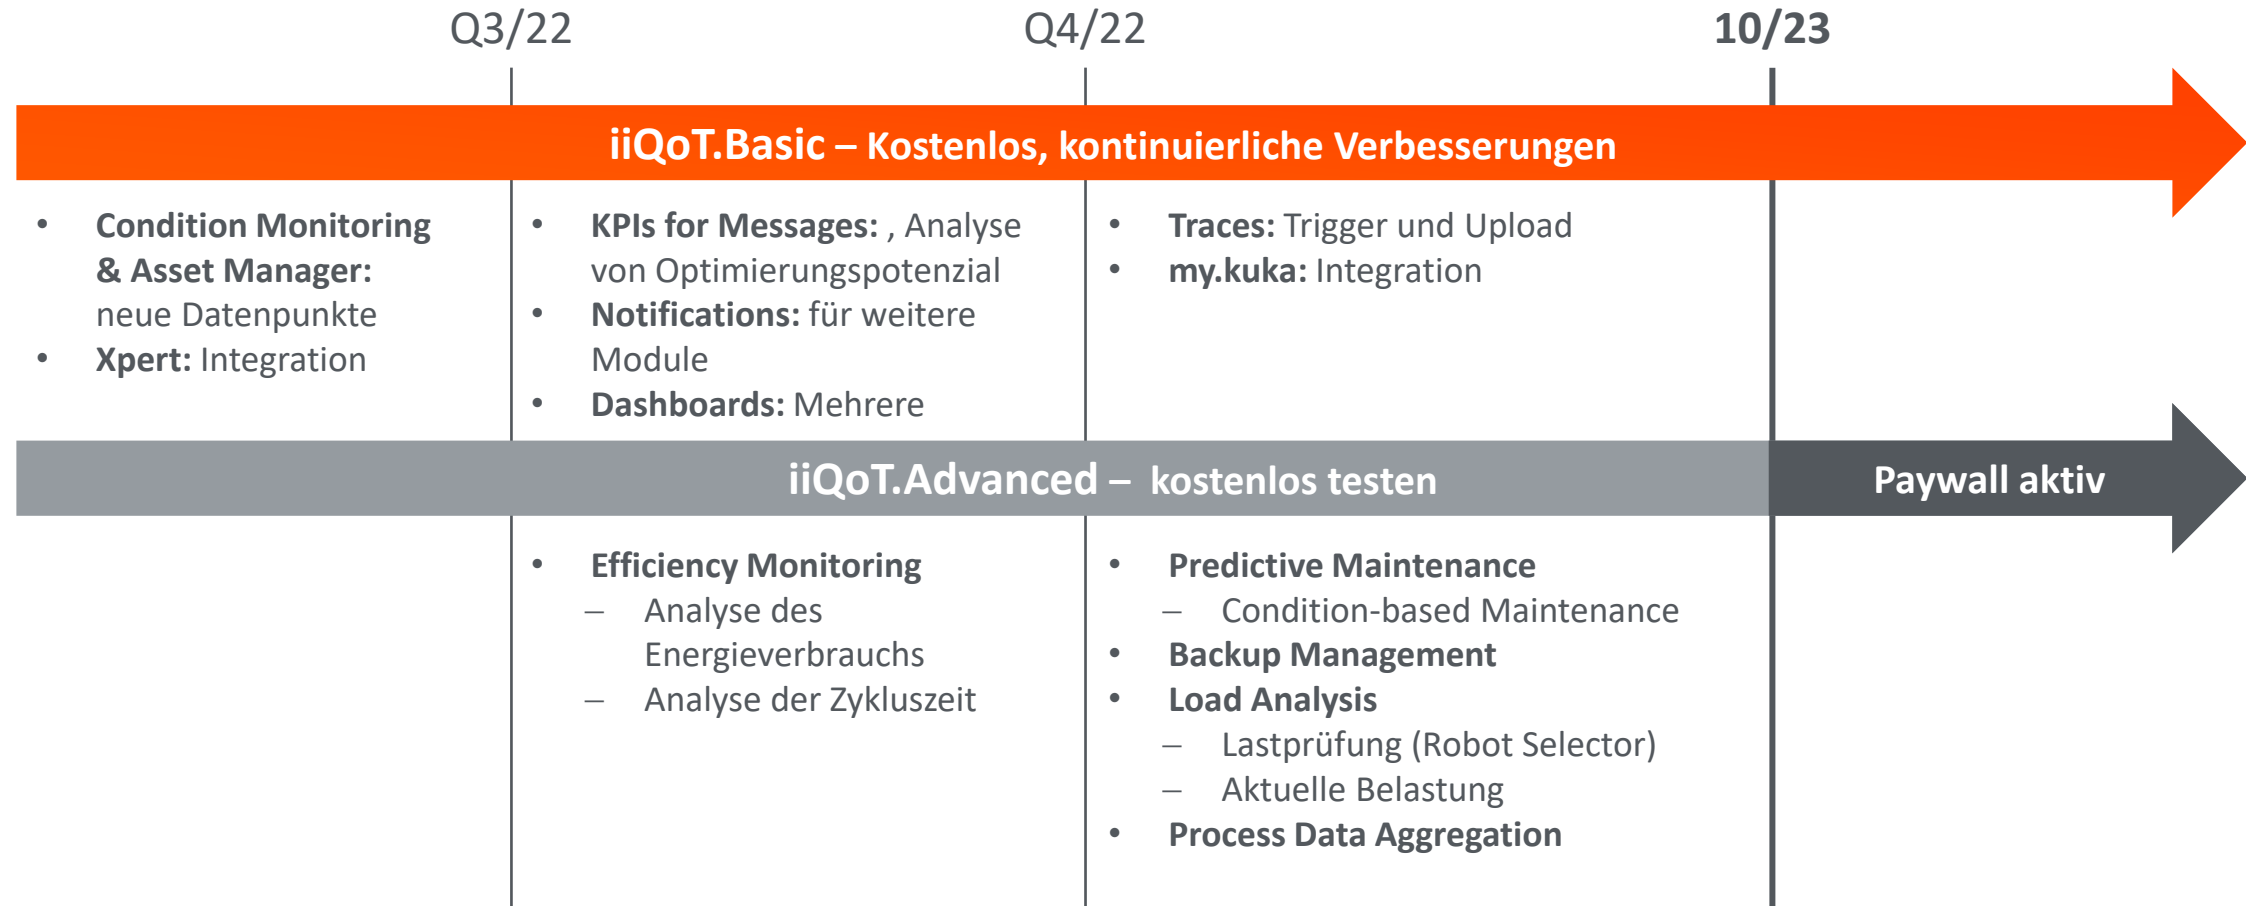 Q3/22
Q4/22
10/23
iiQoT.Basic – Kostenlos, kontinuierliche Verbesserungen
• Condition Monitoring
& Asset Manager:
neue Datenpunkte
• Xpert: Integration
• KPIs for Messages: , Analyse
von Optimierungspotenzial
• Notifications: für weitere
Module
• Dashboards: Mehrere
• Traces: Trigger und Upload
• my.kuka: Integration
iiQoT.Advanced – kostenlos testen
Paywall aktiv
• Efficiency Monitoring
– Analyse des
Energieverbrauchs
– Analyse der Zykluszeit
• Predictive Maintenance
– Condition-based Maintenance
• Backup Management
• Load Analysis
– Lastprüfung (Robot Selector)
– Aktuelle Belastung
• Process Data Aggregation